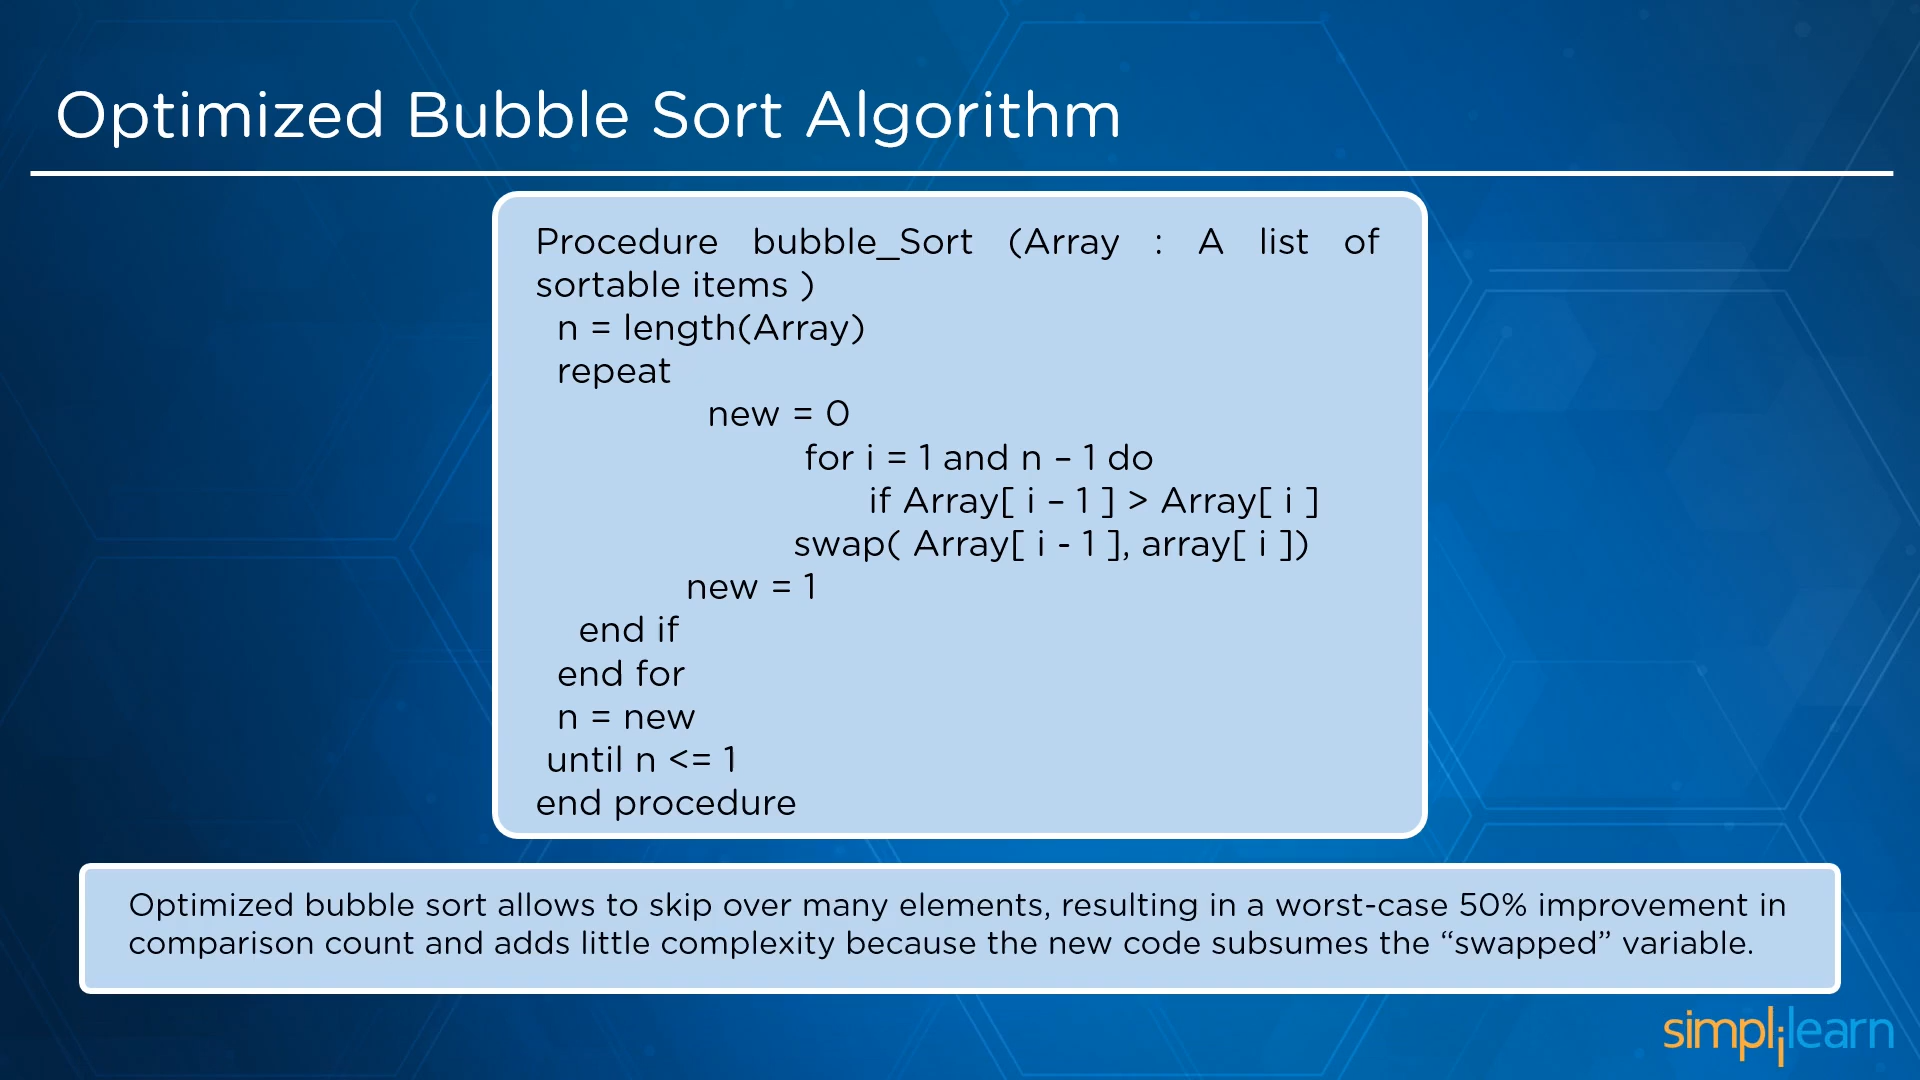 Optimized Bubble Sort Algorithm
Procedure bubble_Sort (Array : A list of
sortable items )
n = length(Array)
repeat
new = 0
for i = 1 and n – 1 do
if Array[ i – 1 ] > Array[ i ]
swap( Array[ i - 1 ], array[ i ])
new = 1
end if
end for
n = new
until n <= 1
end procedure
Optimized bubble sort allows to skip over many elements, resulting in a worst-case 50% improvement in
comparison count and adds little complexity because the new code subsumes the “swapped” variable.
simplilearn